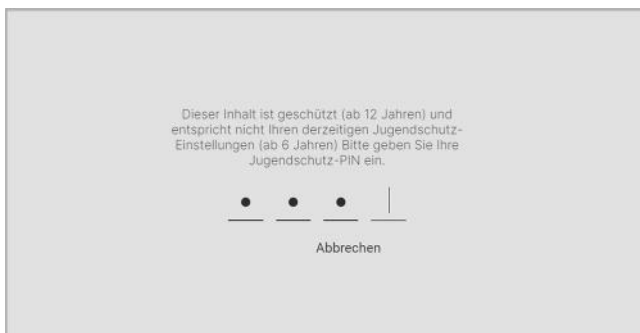 Dieser Inhalt ist geschützt (ab 12 Jahren) und
entspricht nicht Ihren derzeitigen Jugendschutz-
Einstellungen (ab 6 Jahren) Bitte geben Sie Ihre
Jugendschutz-PIN ein.
Abbrechen